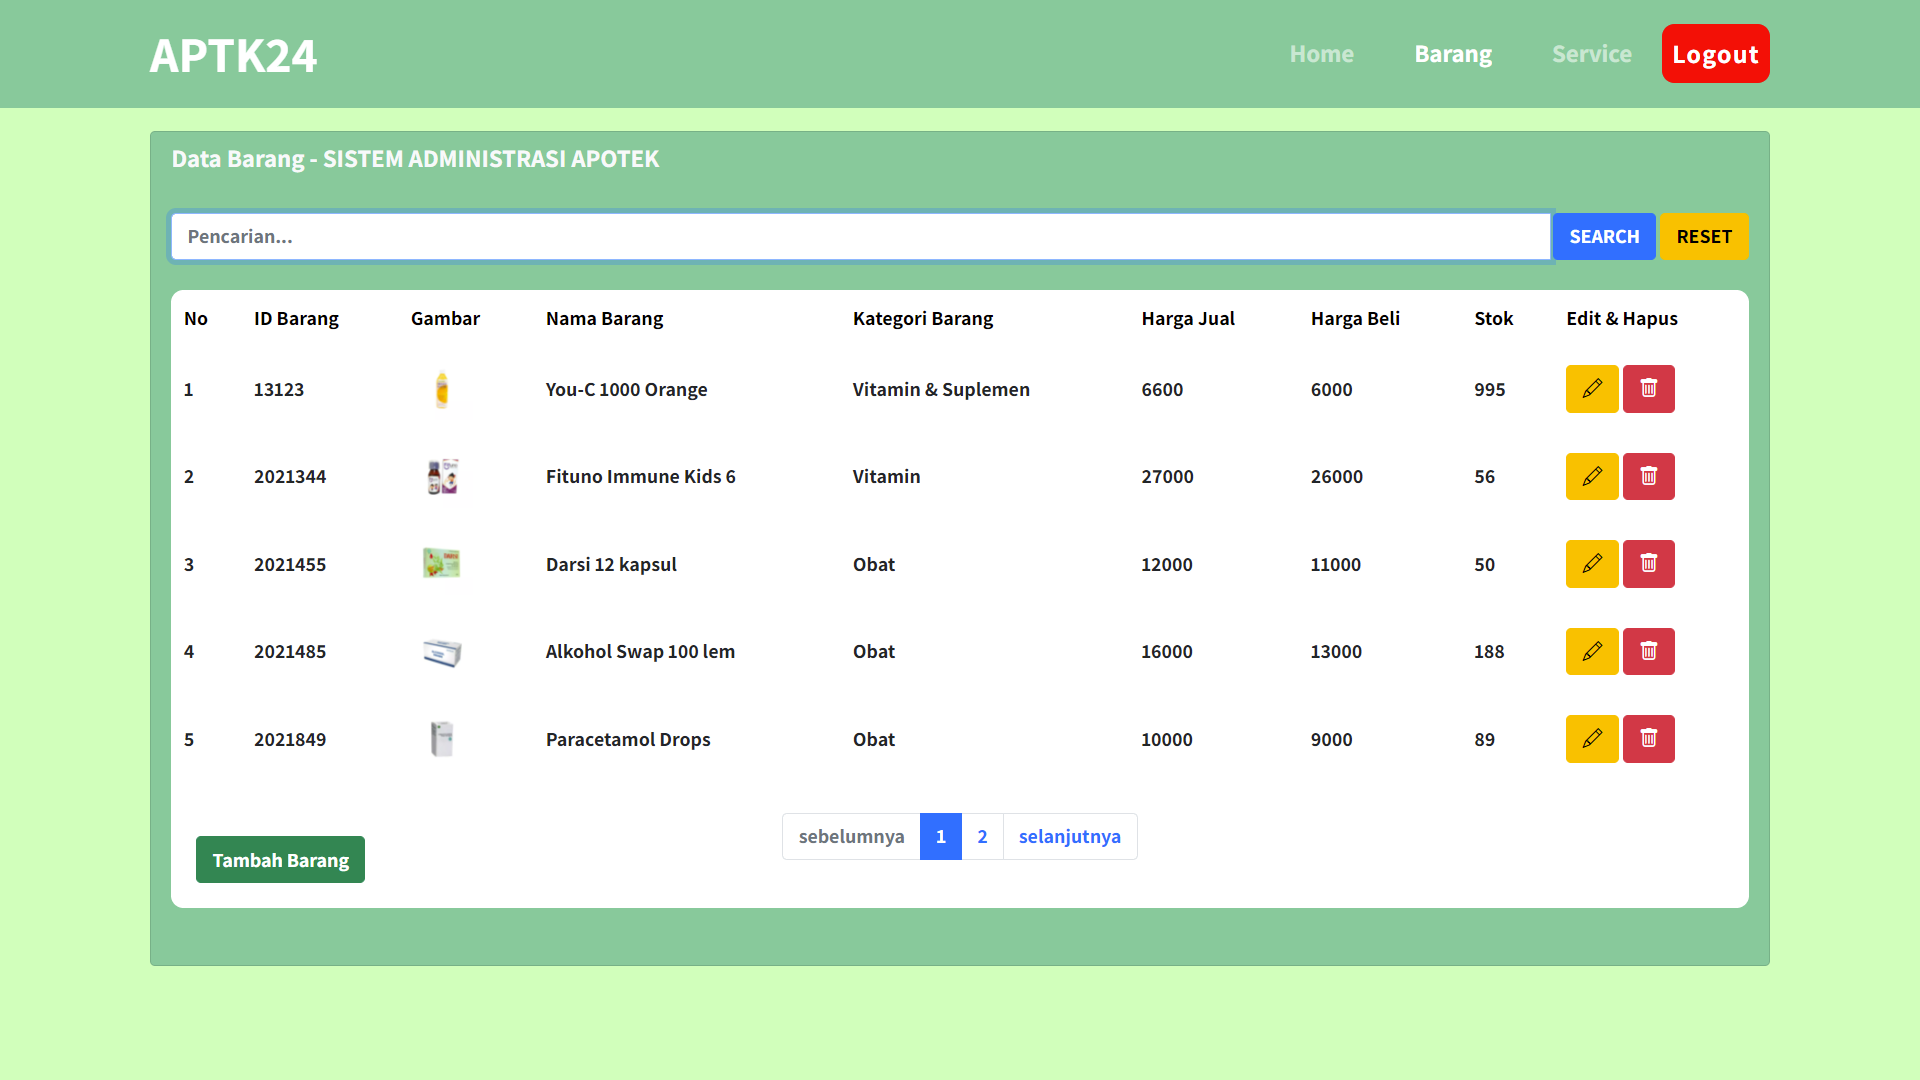 APTK24
Home Barang Service Logout
Data Barang - SISTEM ADMINISTRASI APOTEK
Pencarian... SEARCH RESET
No ID Barang Gambar Nama Barang Kategori Barang Harga Jual Harga Beli Stok Edit & Hapus
1 13123 You-C 1000 Orange Vitamin & Suplemen 6600 6000 995
2 2021344 Fituno Immune Kids 6 Vitamin 27000 26000 56
3 2021455 Darsi 12 kapsul Obat 12000 11000 50
4 2021485 Alkohol Swap 100 lem Obat 16000 13000 188
5 2021849 Paracetamol Drops Obat 10000 9000 89
sebelumnya 1 2 selanjutnya
Tambah Barang